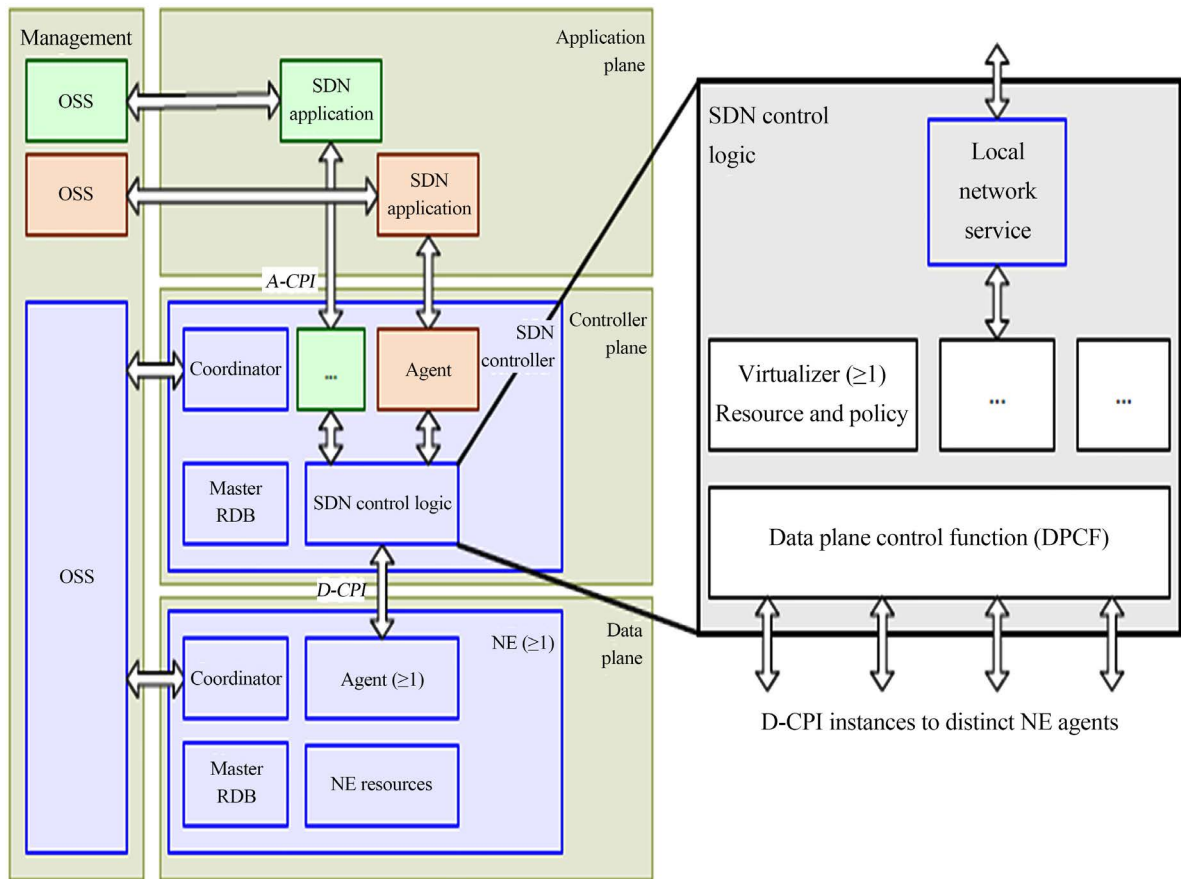 Management
OSS
OSS
OSS
Application
plane
SDN
application
SDN
application
A-CPI
Controller
plane
SDN
controller
Coordinator
...
Agent
Master
RDB
SDN control logic
D-CPI
Data
plane
NE (≥1)
Coordinator
Agent (≥1)
Master
RDB
NE resources
SDN control
logic
Local
network
service
Virtualizer (≥1)
Resource and policy
...
...
Data plane control function (DPCF)
D-CPI instances to distinct NE agents